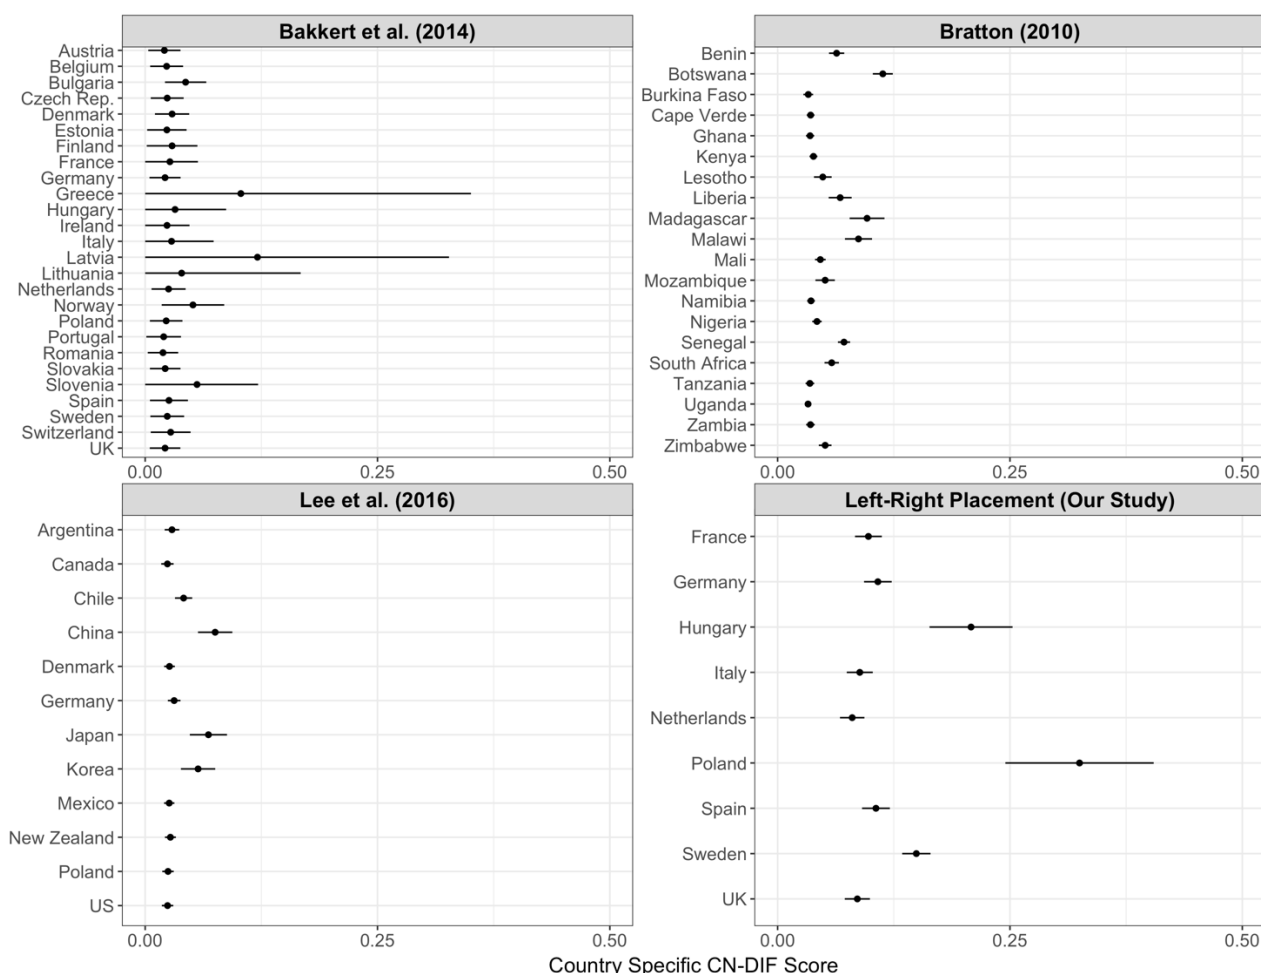 Bakkert et al. (2014)
Austria
Belgium
Bulgaria
Czech Rep.
Denmark
Estonia
Finland
France
Germany
Greece
Hungary
Ireland
Italy
Latvia
Lithuania
Netherlands
Norway
Poland
Portugal
Romania
Slovakia
Slovenia
Spain
Sweden
Switzerland
UK
0.00 0.25 0.50
Bratton (2010)
Benin
Botswana
Burkina Faso
Cape Verde
Ghana
Kenya
Lesotho
Liberia
Madagascar
Malawi
Mali
Mozambique
Namibia
Nigeria
Senegal
South Africa
Tanzania
Uganda
Zambia
Zimbabwe
0.00 0.25 0.50
Lee et al. (2016)
Argentina
Canada
Chile
China
Denmark
Germany
Japan
Korea
Mexico
New Zealand
Poland
US
0.00 0.25 0.50
Left-Right Placement (Our Study)
France
Germany
Hungary
Italy
Netherlands
Poland
Spain
Sweden
UK
0.00 0.25 0.50
Country Specific CN-DIF Score